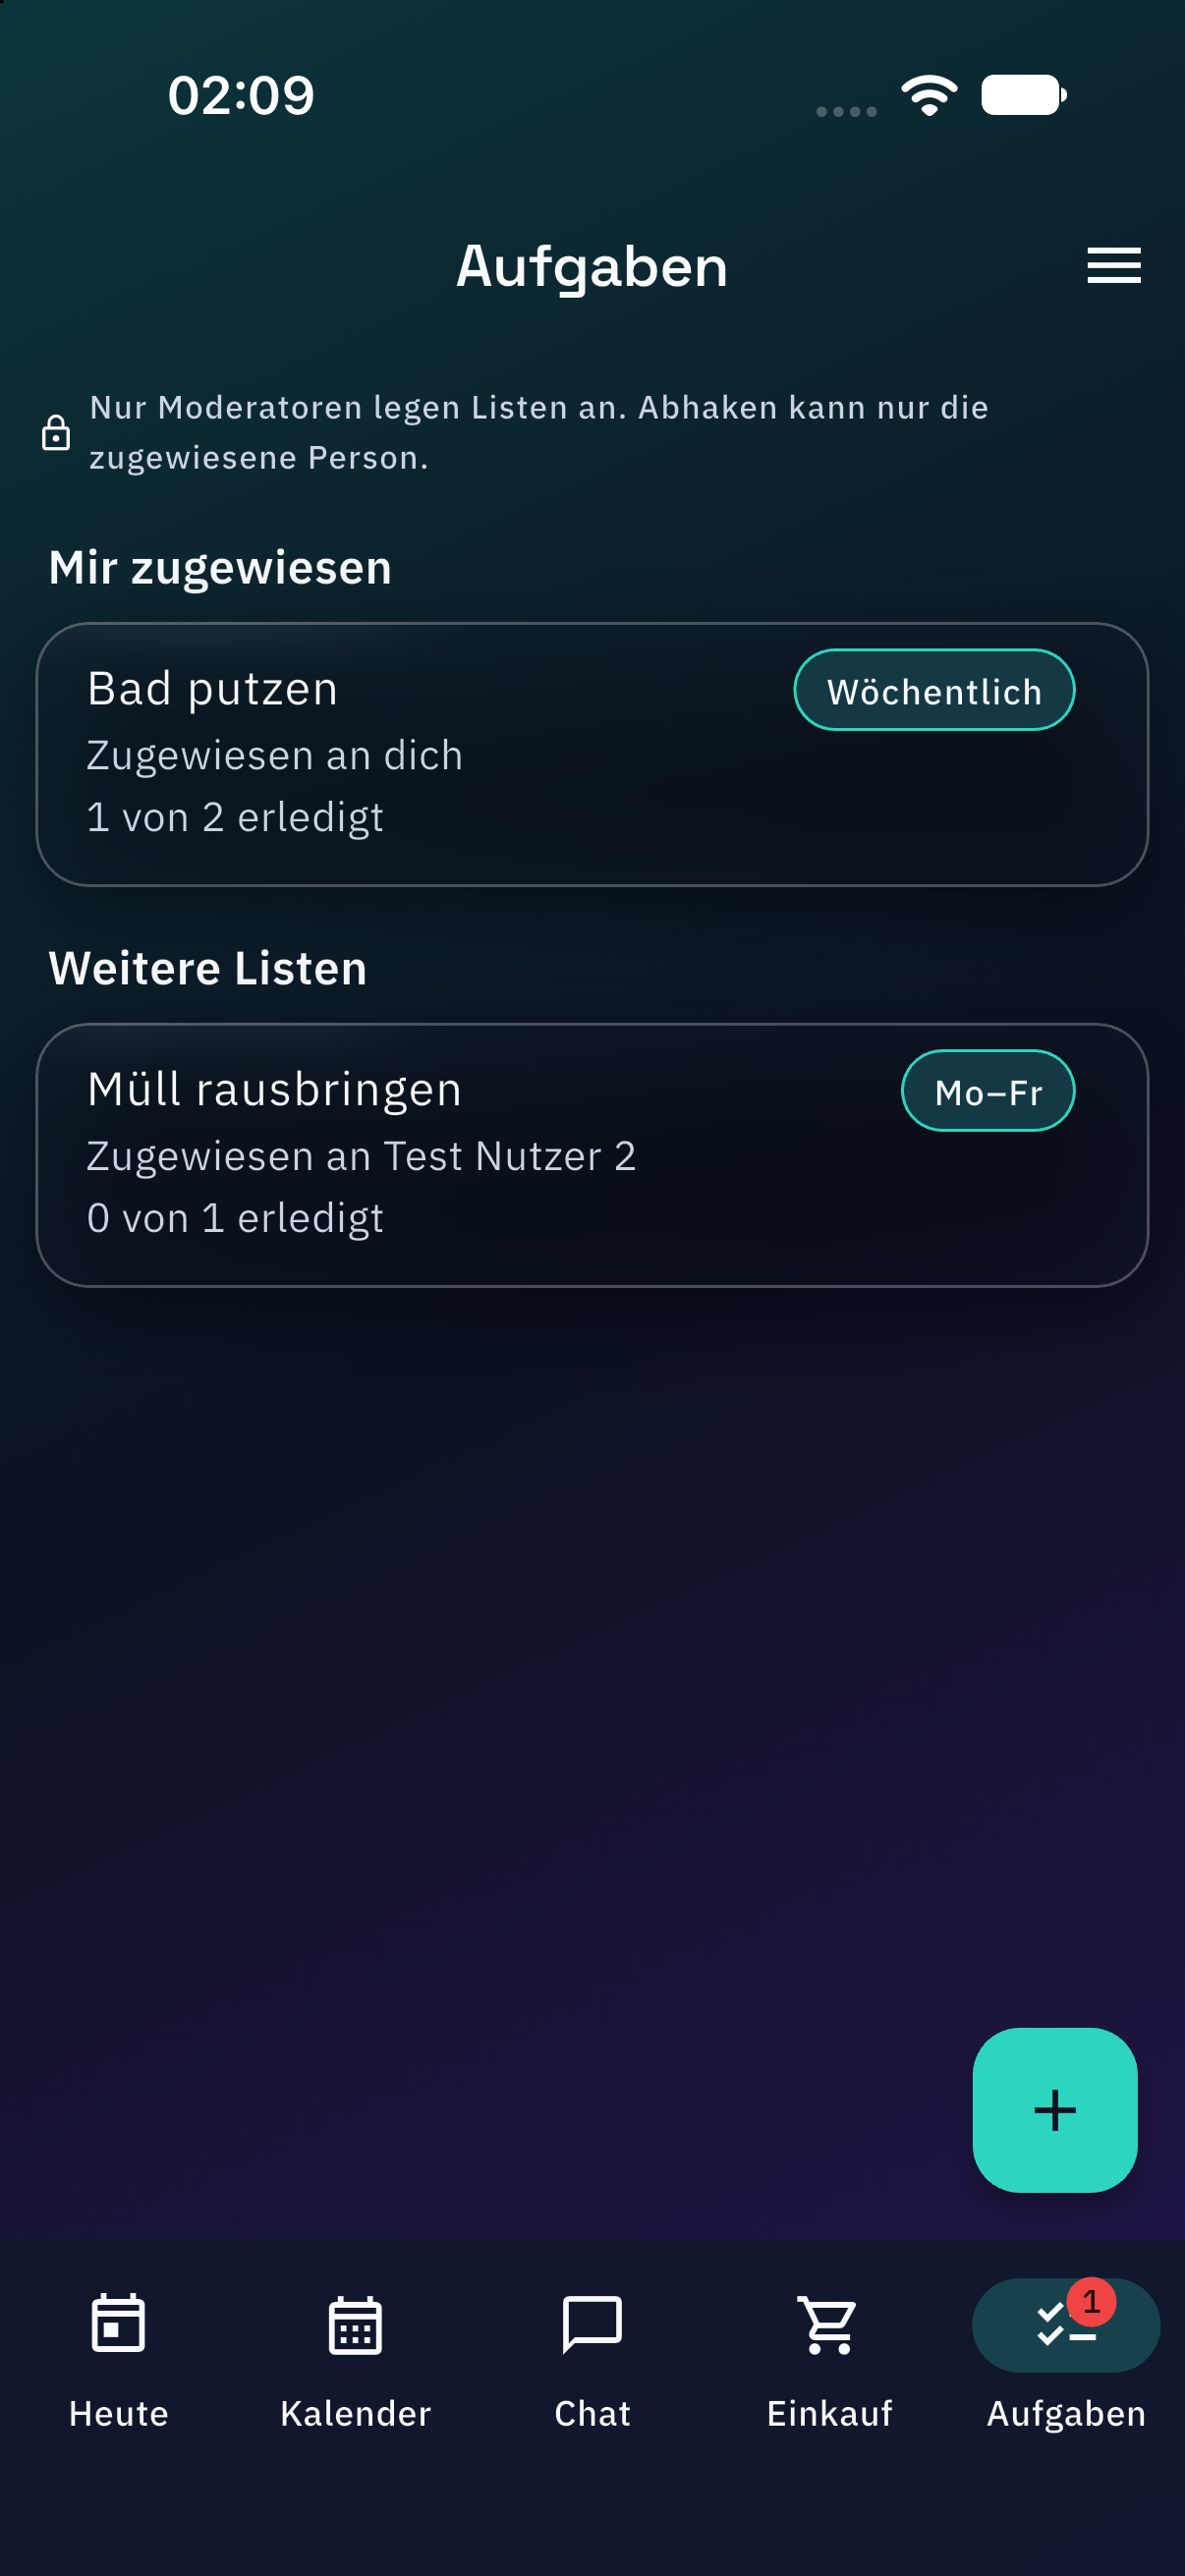 02:09
Aufgaben
Nur Moderatoren legen Listen an. Abhaken kann nur die
zugewiesene Person.
Mir zugewiesen
Bad putzen
Wöchentlich
Zugewiesen an dich
1 von 2 erledigt
Weitere Listen
Müll rausbringen
Mo–Fr
Zugewiesen an Test Nutzer 2
0 von 1 erledigt
1
Heute
Kalender
Chat
Einkauf
Aufgaben